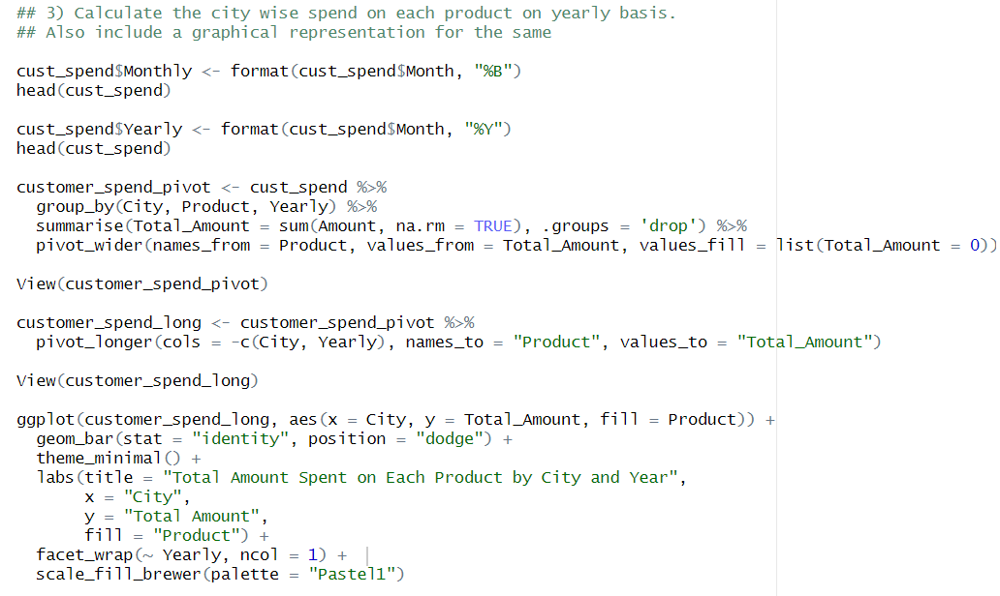 ## 3) Calculate the city wise spend on each product on yearly basis.
## Also include a graphical representation for the same
cust_spend$Monthly <- format(cust_spend$Month, "%B")
head(cust_spend)
cust_spend$Yearly <- format(cust_spend$Month, "%Y")
head(cust_spend)
customer_spend_pivot <- cust_spend %>%
  group_by(City, Product, Yearly) %>%
  summarise(Total_Amount = sum(Amount, na.rm = TRUE), .groups = 'drop') %>%
  pivot_wider(names_from = Product, values_from = Total_Amount, values_fill = list(Total_Amount = 0))
View(customer_spend_pivot)
customer_spend_long <- customer_spend_pivot %>%
  pivot_longer(cols = -c(City, Yearly), names_to = "Product", values_to = "Total_Amount")
View(customer_spend_long)
ggplot(customer_spend_long, aes(x = City, y = Total_Amount, fill = Product)) +
  geom_bar(stat = "identity", position = "dodge") +
  theme_minimal() +
  labs(title = "Total Amount Spent on Each Product by City and Year",
       x = "City",
       y = "Total Amount",
       fill = "Product") +
  facet_wrap(~ Yearly, ncol = 1) +
  scale_fill_brewer(palette = "Pastel1")